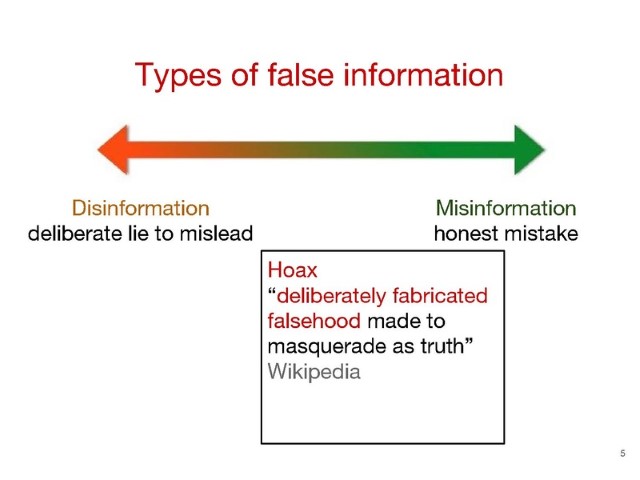 Types of false information
Disinformation
deliberate lie to mislead
Misinformation
honest mistake
Hoax
“deliberately fabricated
falsehood made to
masquerade as truth”
Wikipedia
5